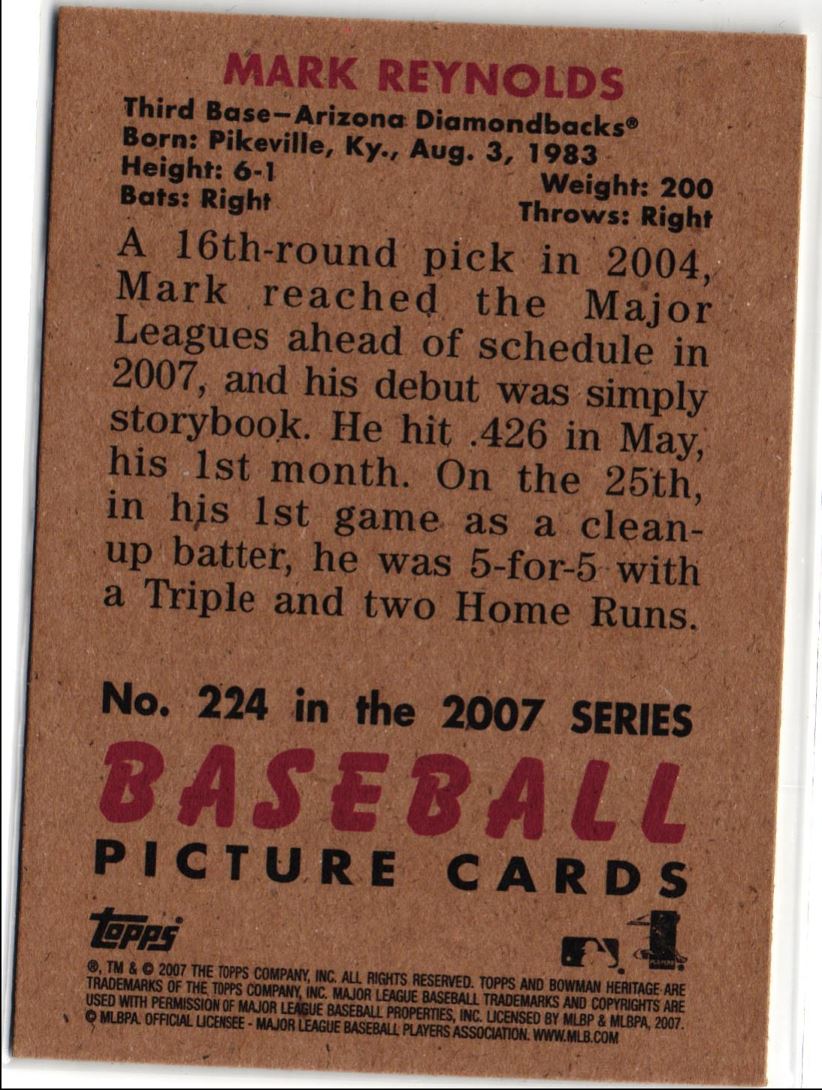 MARK REYNOLDS
Third Base—Arizona Diamondbacks®
Born: Pikeville, Ky., Aug. 3, 1983
Height: 6-1 Weight: 200
Bats: Right Throws: Right
A 16th-round pick in 2004,
Mark reached the Major
Leagues ahead of schedule in
2007, and his debut was simply
storybook. He hit .426 in May,
his 1st month. On the 25th,
in his 1st game as a clean-
up batter, he was 5-for-5 with
a Triple and two Home Runs.
No. 224 in the 2007 SERIES
BASEBALL
PICTURE CARDS
topps
®, TM & © 2007 THE TOPPS COMPANY, INC. ALL RIGHTS RESERVED. TOPPS AND BOWMAN HERITAGE ARE
TRADEMARKS OF THE TOPPS COMPANY, INC. MAJOR LEAGUE BASEBALL TRADEMARKS AND COPYRIGHTS ARE
USED WITH PERMISSION OF MAJOR LEAGUE BASEBALL PROPERTIES, INC. LICENSED BY MLBP & MLBPA, 2007.
© MLBPA. OFFICIAL LICENSEE - MAJOR LEAGUE BASEBALL PLAYERS ASSOCIATION. WWW.MLB.COM